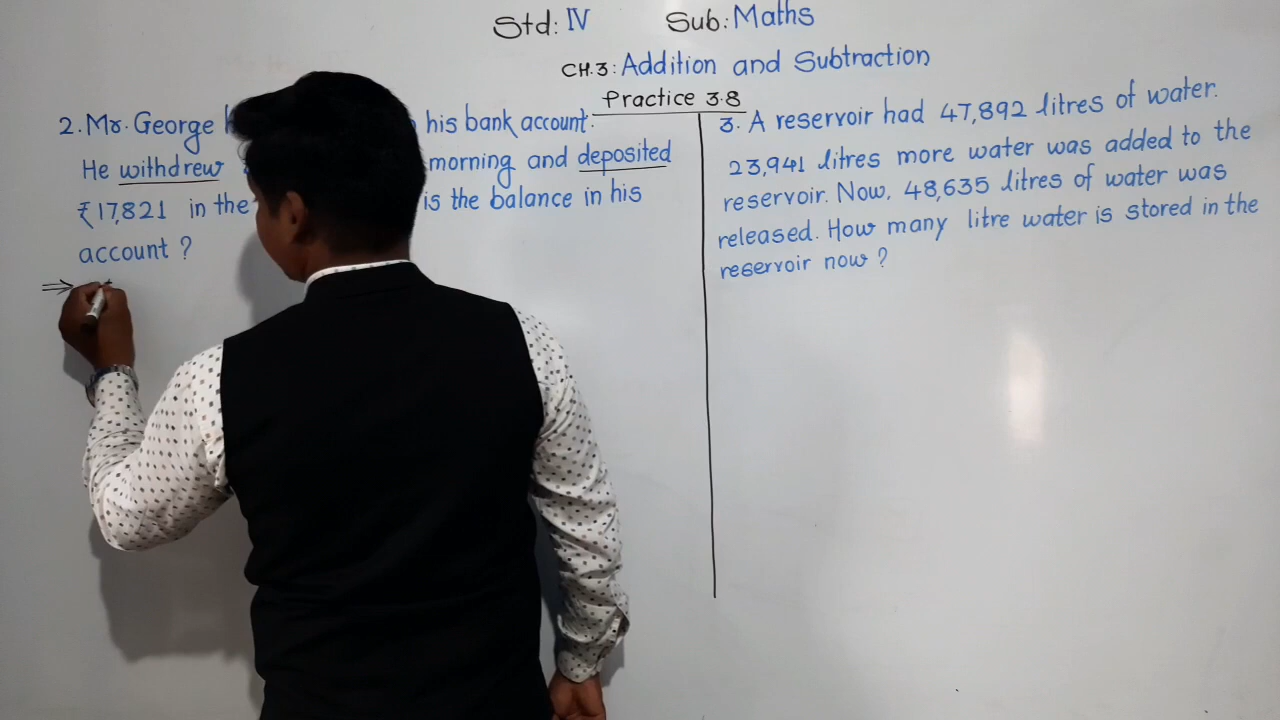 Std: IV Sub: Maths
CH.3: Addition and Subtraction
Practice 3.8
2. Mr. George his bank account.
He withdrew morning and deposited
₹17,821 in the is the balance in his
account ?
⇒
3. A reservoir had 47,892 litres of water.
23,941 litres more water was added to the
reservoir. Now, 48,635 litres of water was
released. How many litre water is stored in the
reservoir now ?